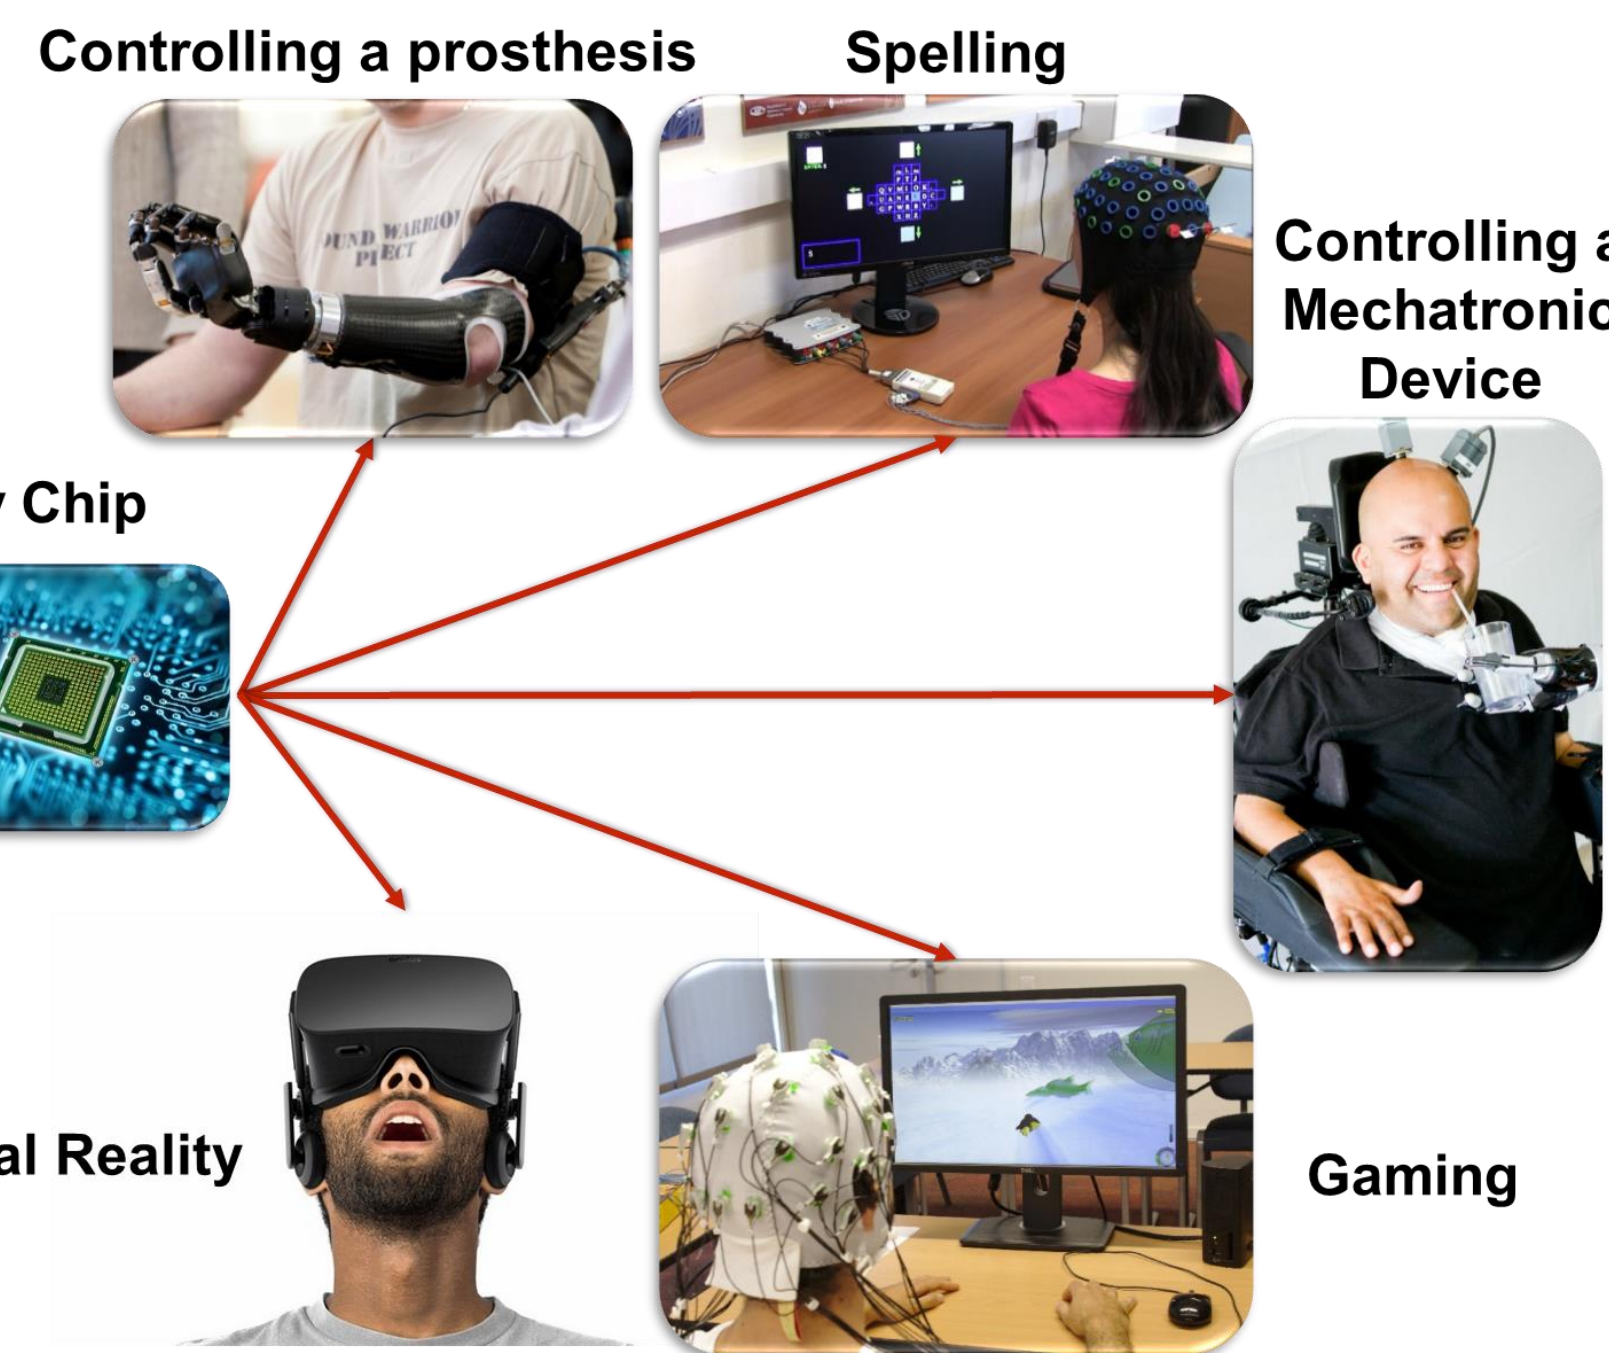 Controlling a prosthesis
Spelling
Controlling a
Mechatronic
Device
y Chip
al Reality
Gaming